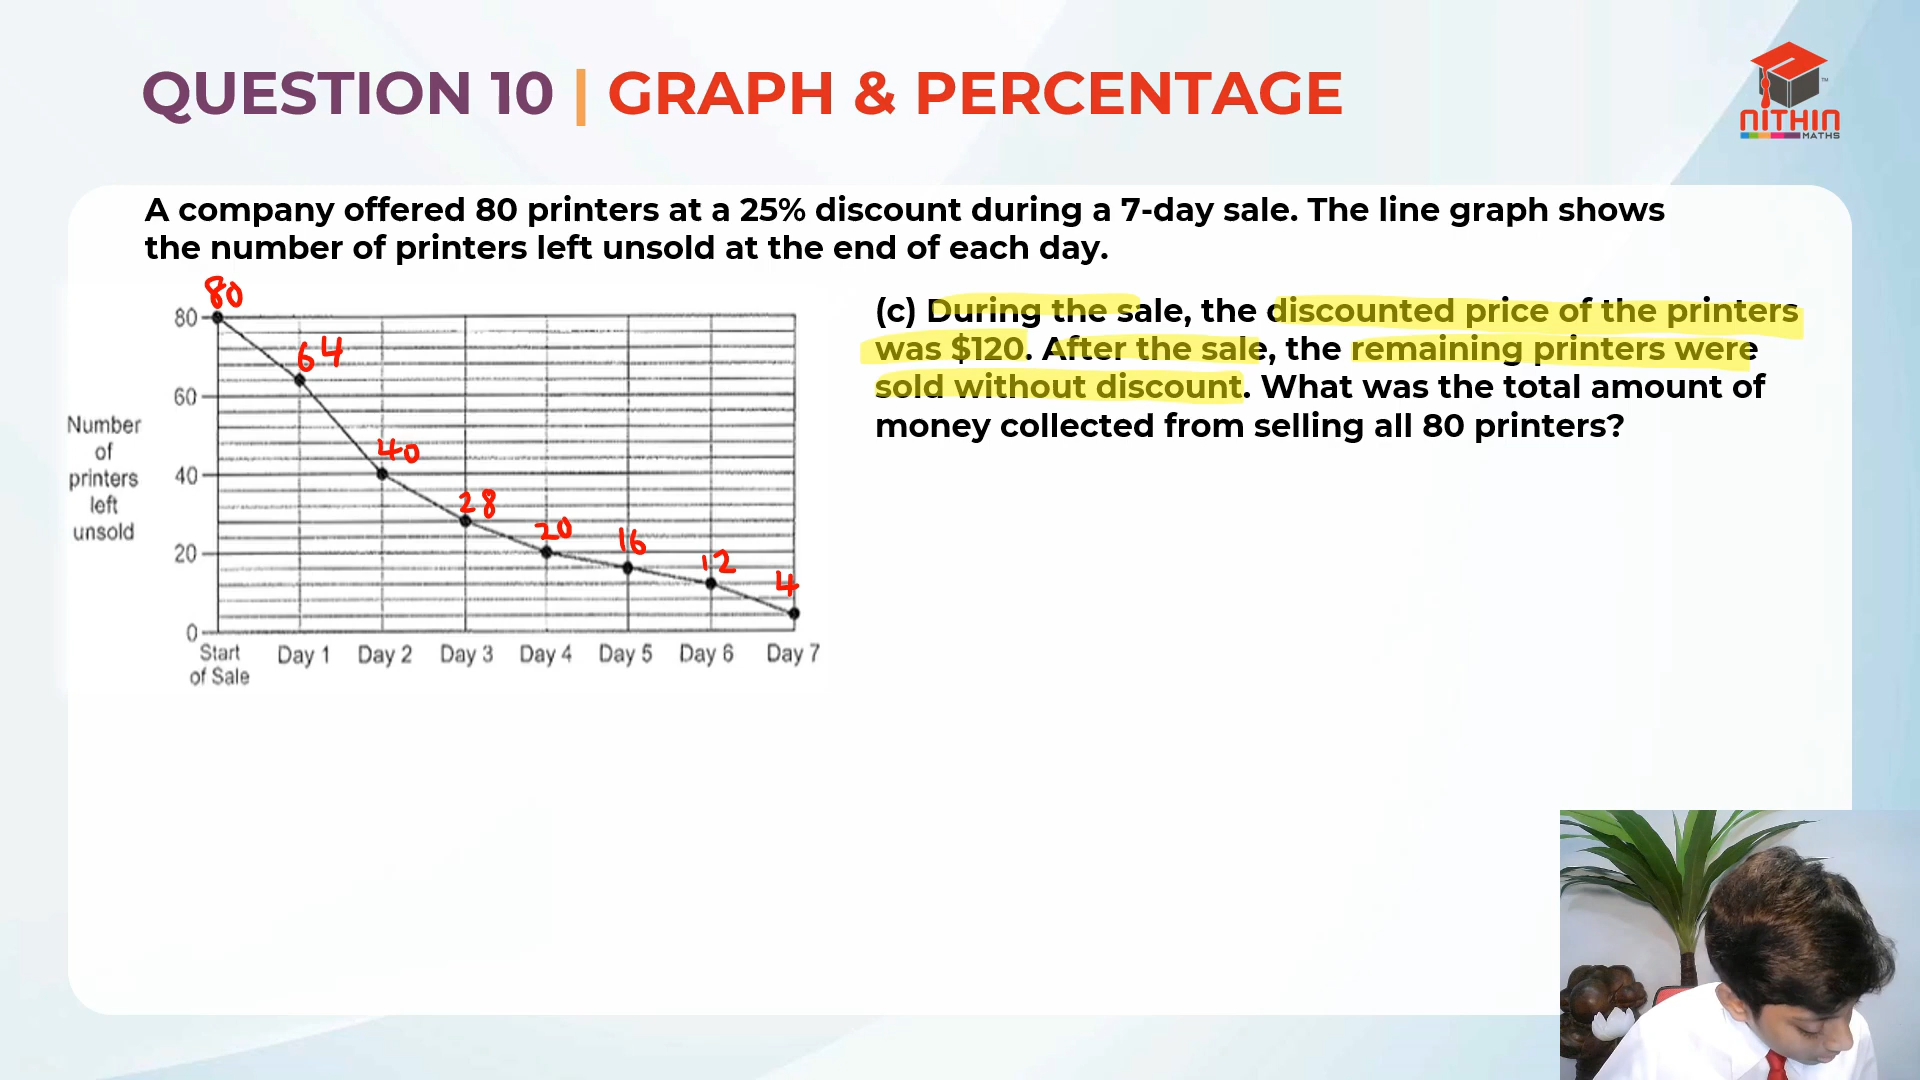 QUESTION 10 | GRAPH & PERCENTAGE
NITHIN
MATHS
TM
A company offered 80 printers at a 25% discount during a 7-day sale. The line graph shows
the number of printers left unsold at the end of each day.
(c) During the sale, the discounted price of the printers
was $120. After the sale, the remaining printers were
sold without discount. What was the total amount of
money collected from selling all 80 printers?
Number
of
printers
left
unsold
80
60
40
20
0
80
64
40
28
20
16
12
4
Start
of Sale
Day 1
Day 2
Day 3
Day 4
Day 5
Day 6
Day 7